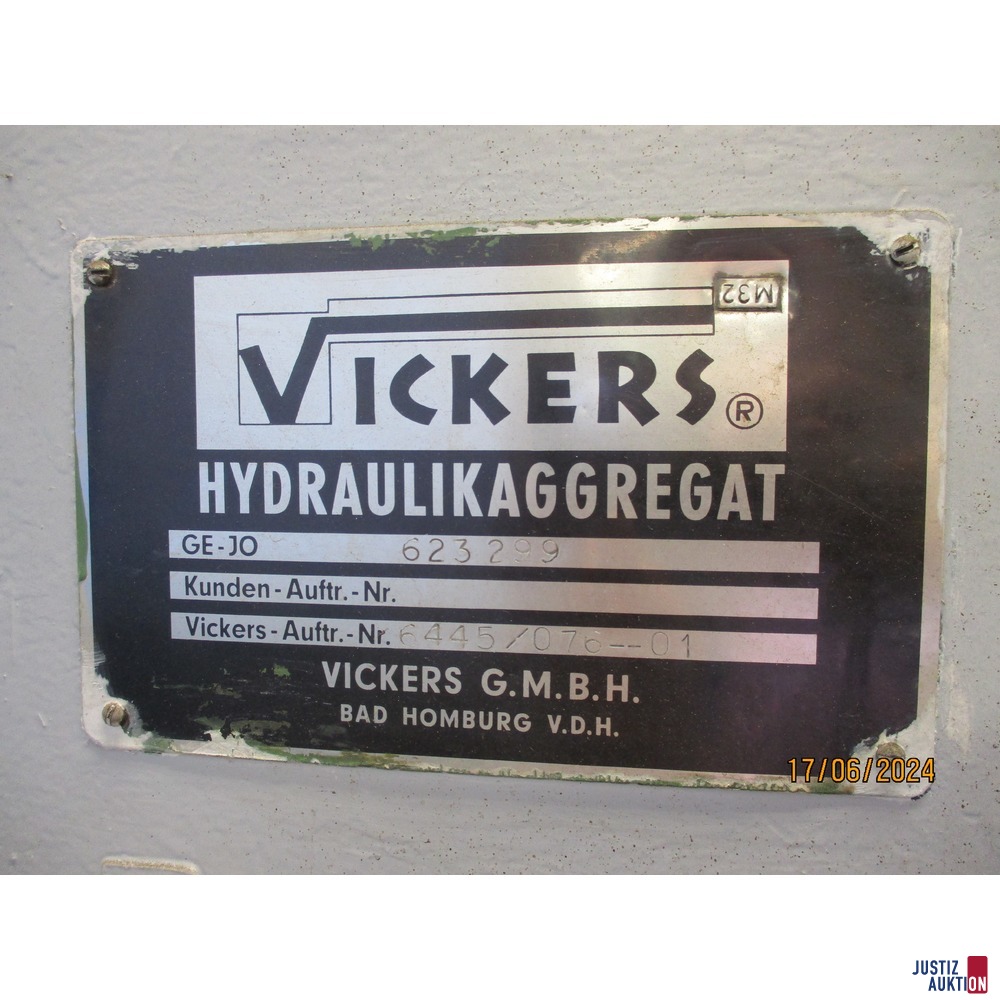 M32
VICKERS ®
HYDRAULIKAGGREGAT
GE-JO 623299
Kunden-Auftr.-Nr.
Vickers-Auftr.-Nr. 6445/076--01
VICKERS G.M.B.H.
BAD HOMBURG V.D.H.
17/06/2024
JUSTIZ
AUKTION